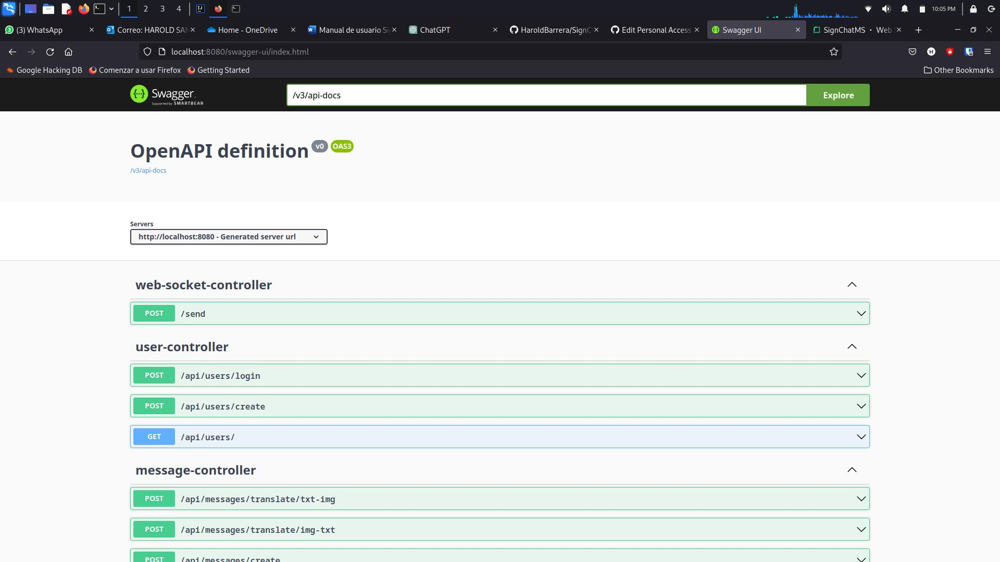 1 2 3 4 10:05 PM
(3) WhatsApp Correo: HAROLD SAN Home - OneDrive Manual de usuario Si ChatGPT HaroldBarrera/SignC Edit Personal Access Swagger UI SignChatMS • Web S
localhost:8080/swagger-ui/index.html
Google Hacking DB Comenzar a usar Firefox Getting Started Other Bookmarks
Swagger /v3/api-docs Explore
Supported by SMARTBEAR
OpenAPI definition v0 OAS3
/v3/api-docs
Servers
http://localhost:8080 - Generated server url
web-socket-controller
POST /send
user-controller
POST /api/users/login
POST /api/users/create
GET /api/users/
message-controller
POST /api/messages/translate/txt-img
POST /api/messages/translate/img-txt
POST /api/messages/create